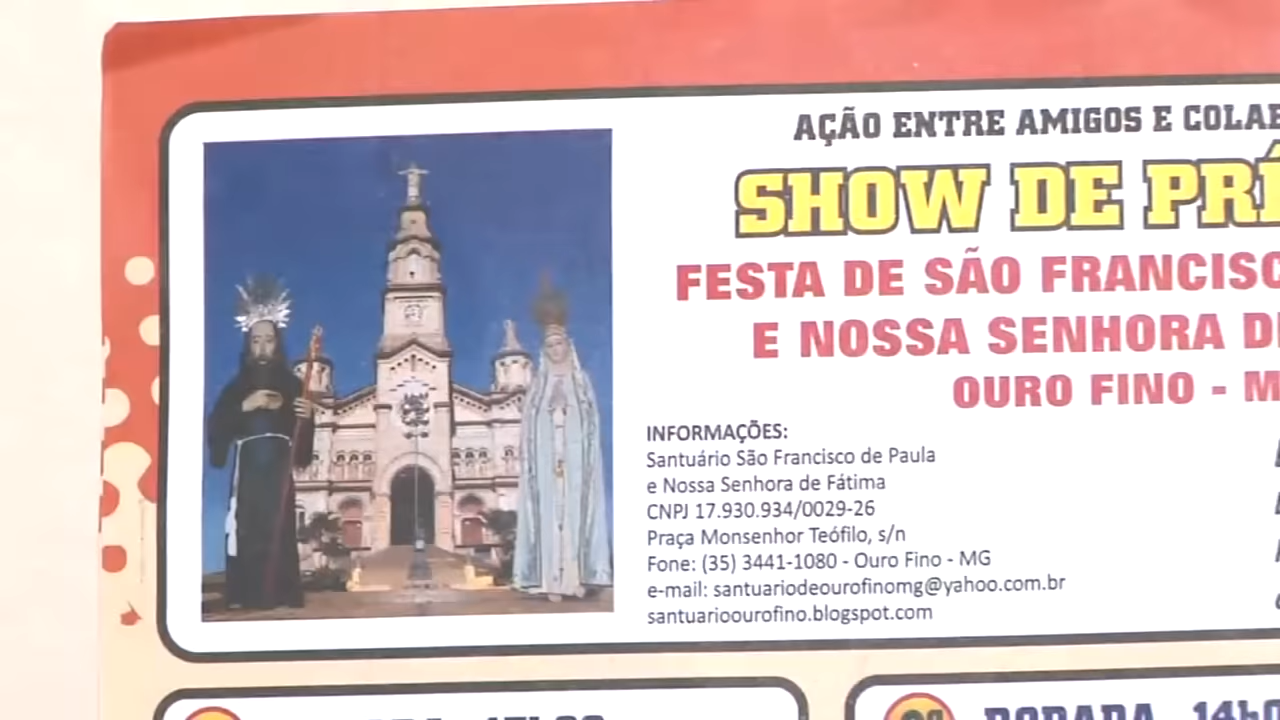 AÇÃO ENTRE AMIGOS E COLAB
SHOW DE PRÊ
FESTA DE SÃO FRANCISCO
E NOSSA SENHORA DE
OURO FINO - M
INFORMAÇÕES:
Santuário São Francisco de Paula
e Nossa Senhora de Fátima
CNPJ 17.930.934/0029-26
Praça Monsenhor Teófilo, s/n
Fone: (35) 3441-1080 - Ouro Fino - MG
e-mail: santuariodeourofinomg@yahoo.com.br
santuarioourofino.blogspot.com